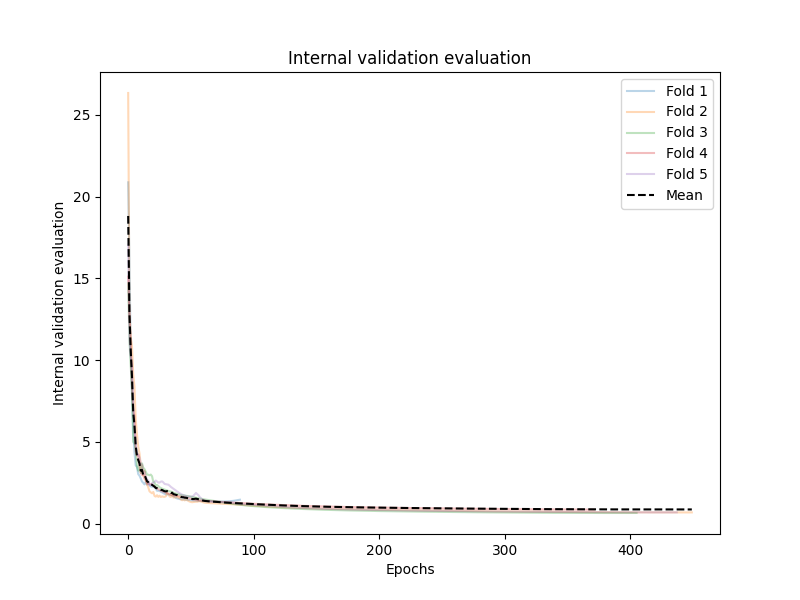 Internal validation evaluation
Fold 1
Fold 2
Fold 3
Fold 4
Fold 5
Mean
Internal validation evaluation
25
20
15
10
5
0
0 100 200 300 400
Epochs